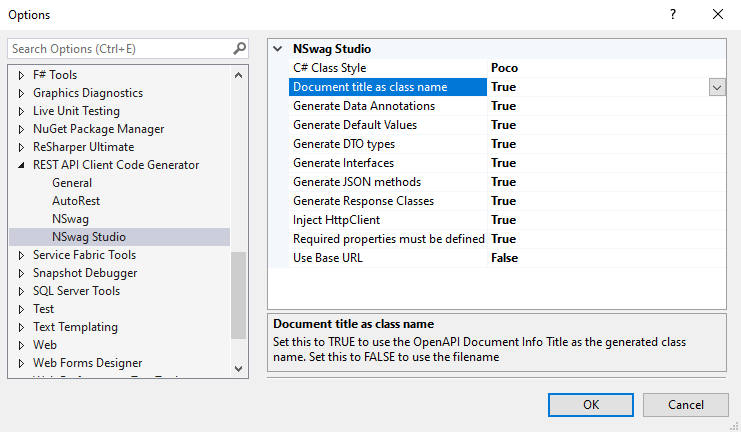 Options
Search Options (Ctrl+E)
F# Tools
Graphics Diagnostics
Live Unit Testing
NuGet Package Manager
ReSharper Ultimate
REST API Client Code Generator
General
AutoRest
NSwag
NSwag Studio
Service Fabric Tools
Snapshot Debugger
SQL Server Tools
Test
Text Templating
Web
Web Forms Designer
NSwag Studio
C# Class Style Poco
Document title as class name True
Generate Data Annotations True
Generate Default Values True
Generate DTO types True
Generate Interfaces True
Generate JSON methods True
Generate Response Classes True
Inject HttpClient True
Required properties must be defined True
Use Base URL False
Document title as class name
Set this to TRUE to use the OpenAPI Document Info Title as the generated class
name. Set this to FALSE to use the filename
OK Cancel